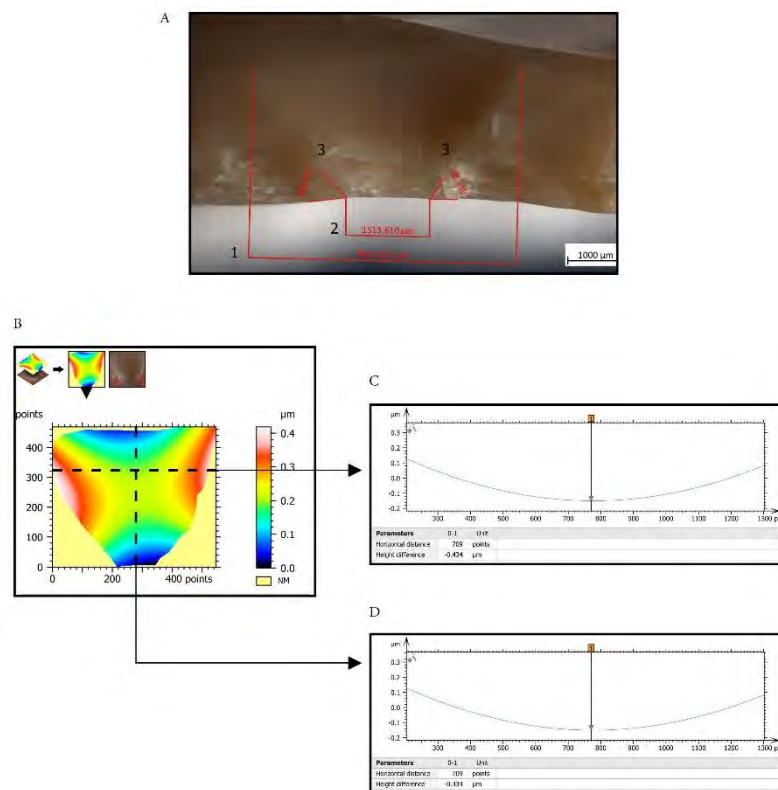 A
3 3
2
1513.610 µm
1
1000 µm
B
points
µm
400
300
200
100
0
0 200 400 points
0.4
0.3
0.2
0.1
0.0
NM
C
1
µm
0.3
0.2
0.1
0.0
-0.1
-0.2
300 400 500 600 700 800 900 1000 1100 1200 1300 p
Parameters 0-1 Unit
Horizontal distance 709 points
Height difference -0.434 µm
D
1
µm
0.3
0.2
0.1
0.0
-0.1
-0.2
300 400 500 600 700 800 900 1000 1100 1200 1300 p
Parameters 0-1 Unit
Horizontal distance 709 points
Height difference -0.434 µm